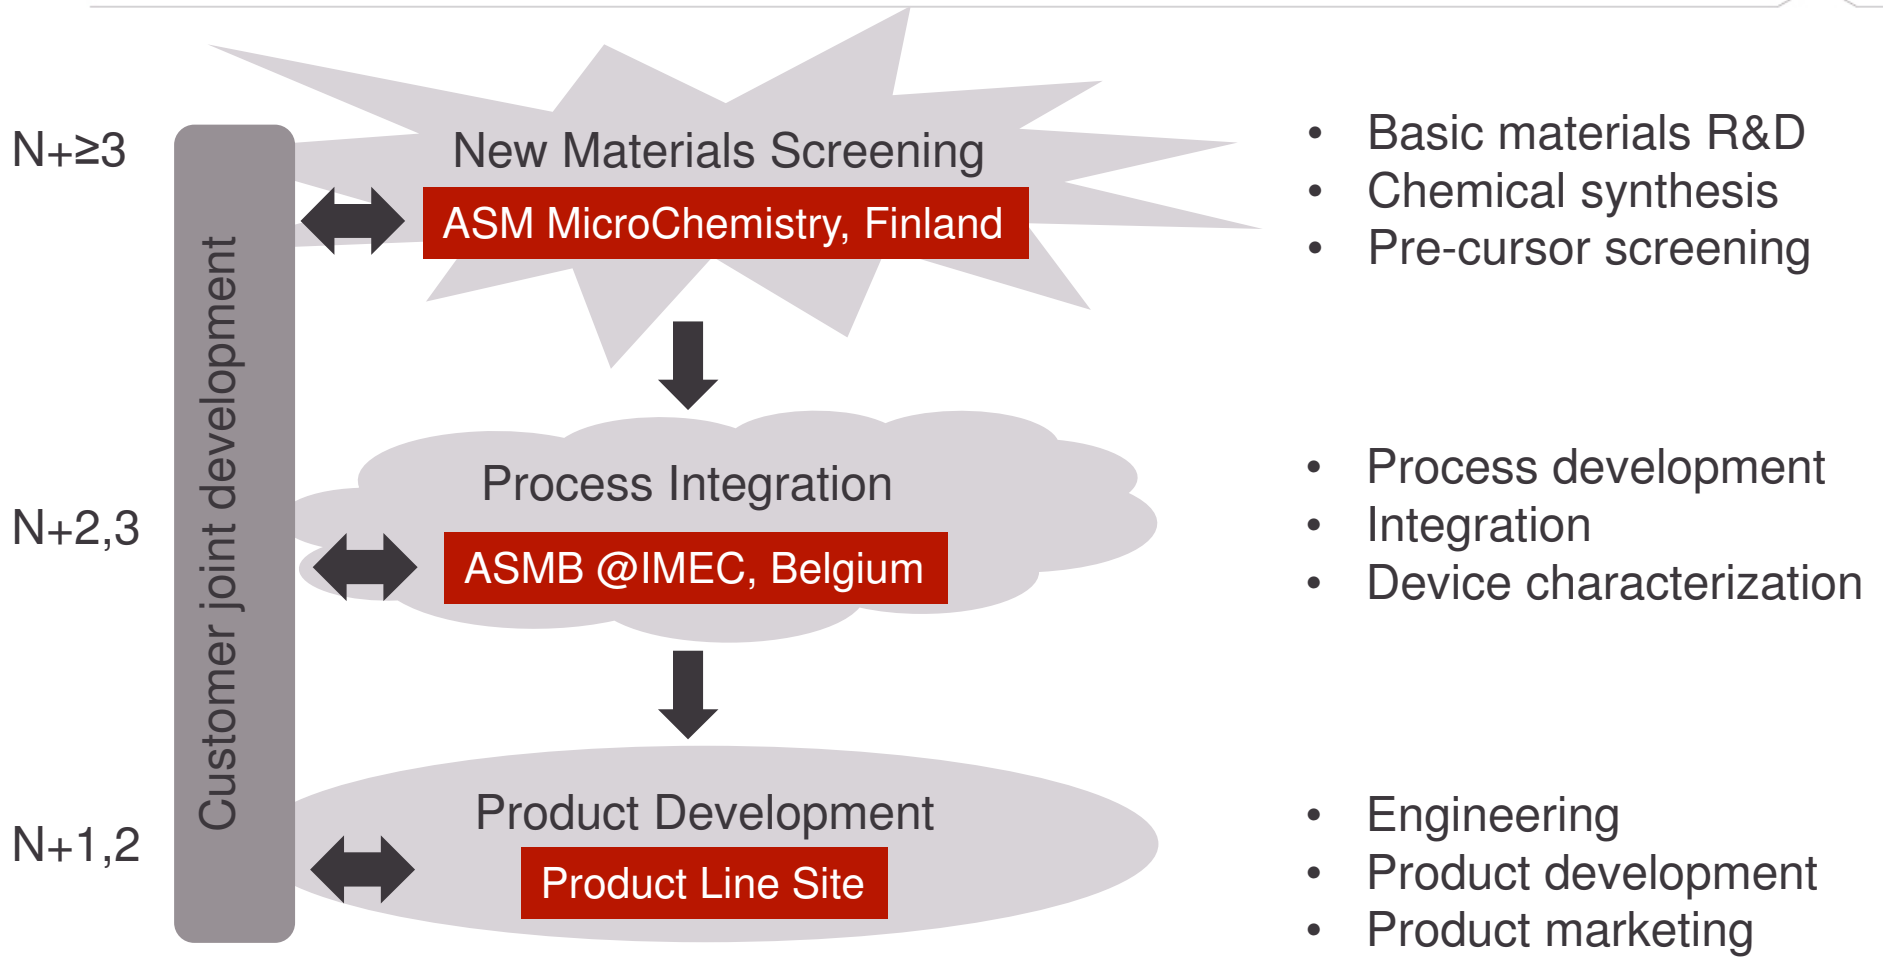 N+≥3
New Materials Screening
ASM MicroChemistry, Finland
• Basic materials R&D
• Chemical synthesis
• Pre-cursor screening
Customer joint development
N+2,3
Process Integration
ASMB @IMEC, Belgium
• Process development
• Integration
• Device characterization
N+1,2
Product Development
Product Line Site
• Engineering
• Product development
• Product marketing